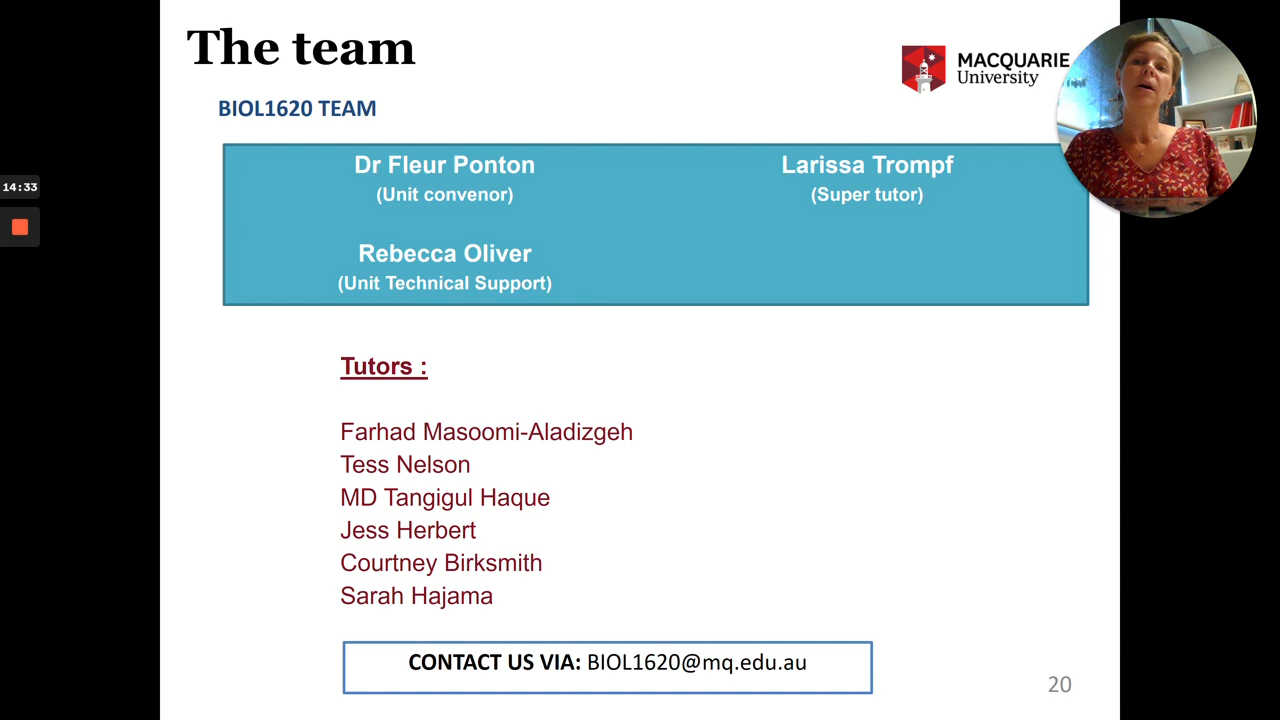 The team
MACQUARIE
University
BIOL1620 TEAM
14:33
Dr Fleur Ponton
(Unit convenor)
Larissa Trompf
(Super tutor)
Rebecca Oliver
(Unit Technical Support)
Tutors :
Farhad Masoomi-Aladizgeh
Tess Nelson
MD Tangigul Haque
Jess Herbert
Courtney Birksmith
Sarah Hajama
CONTACT US VIA: BIOL1620@mq.edu.au
20